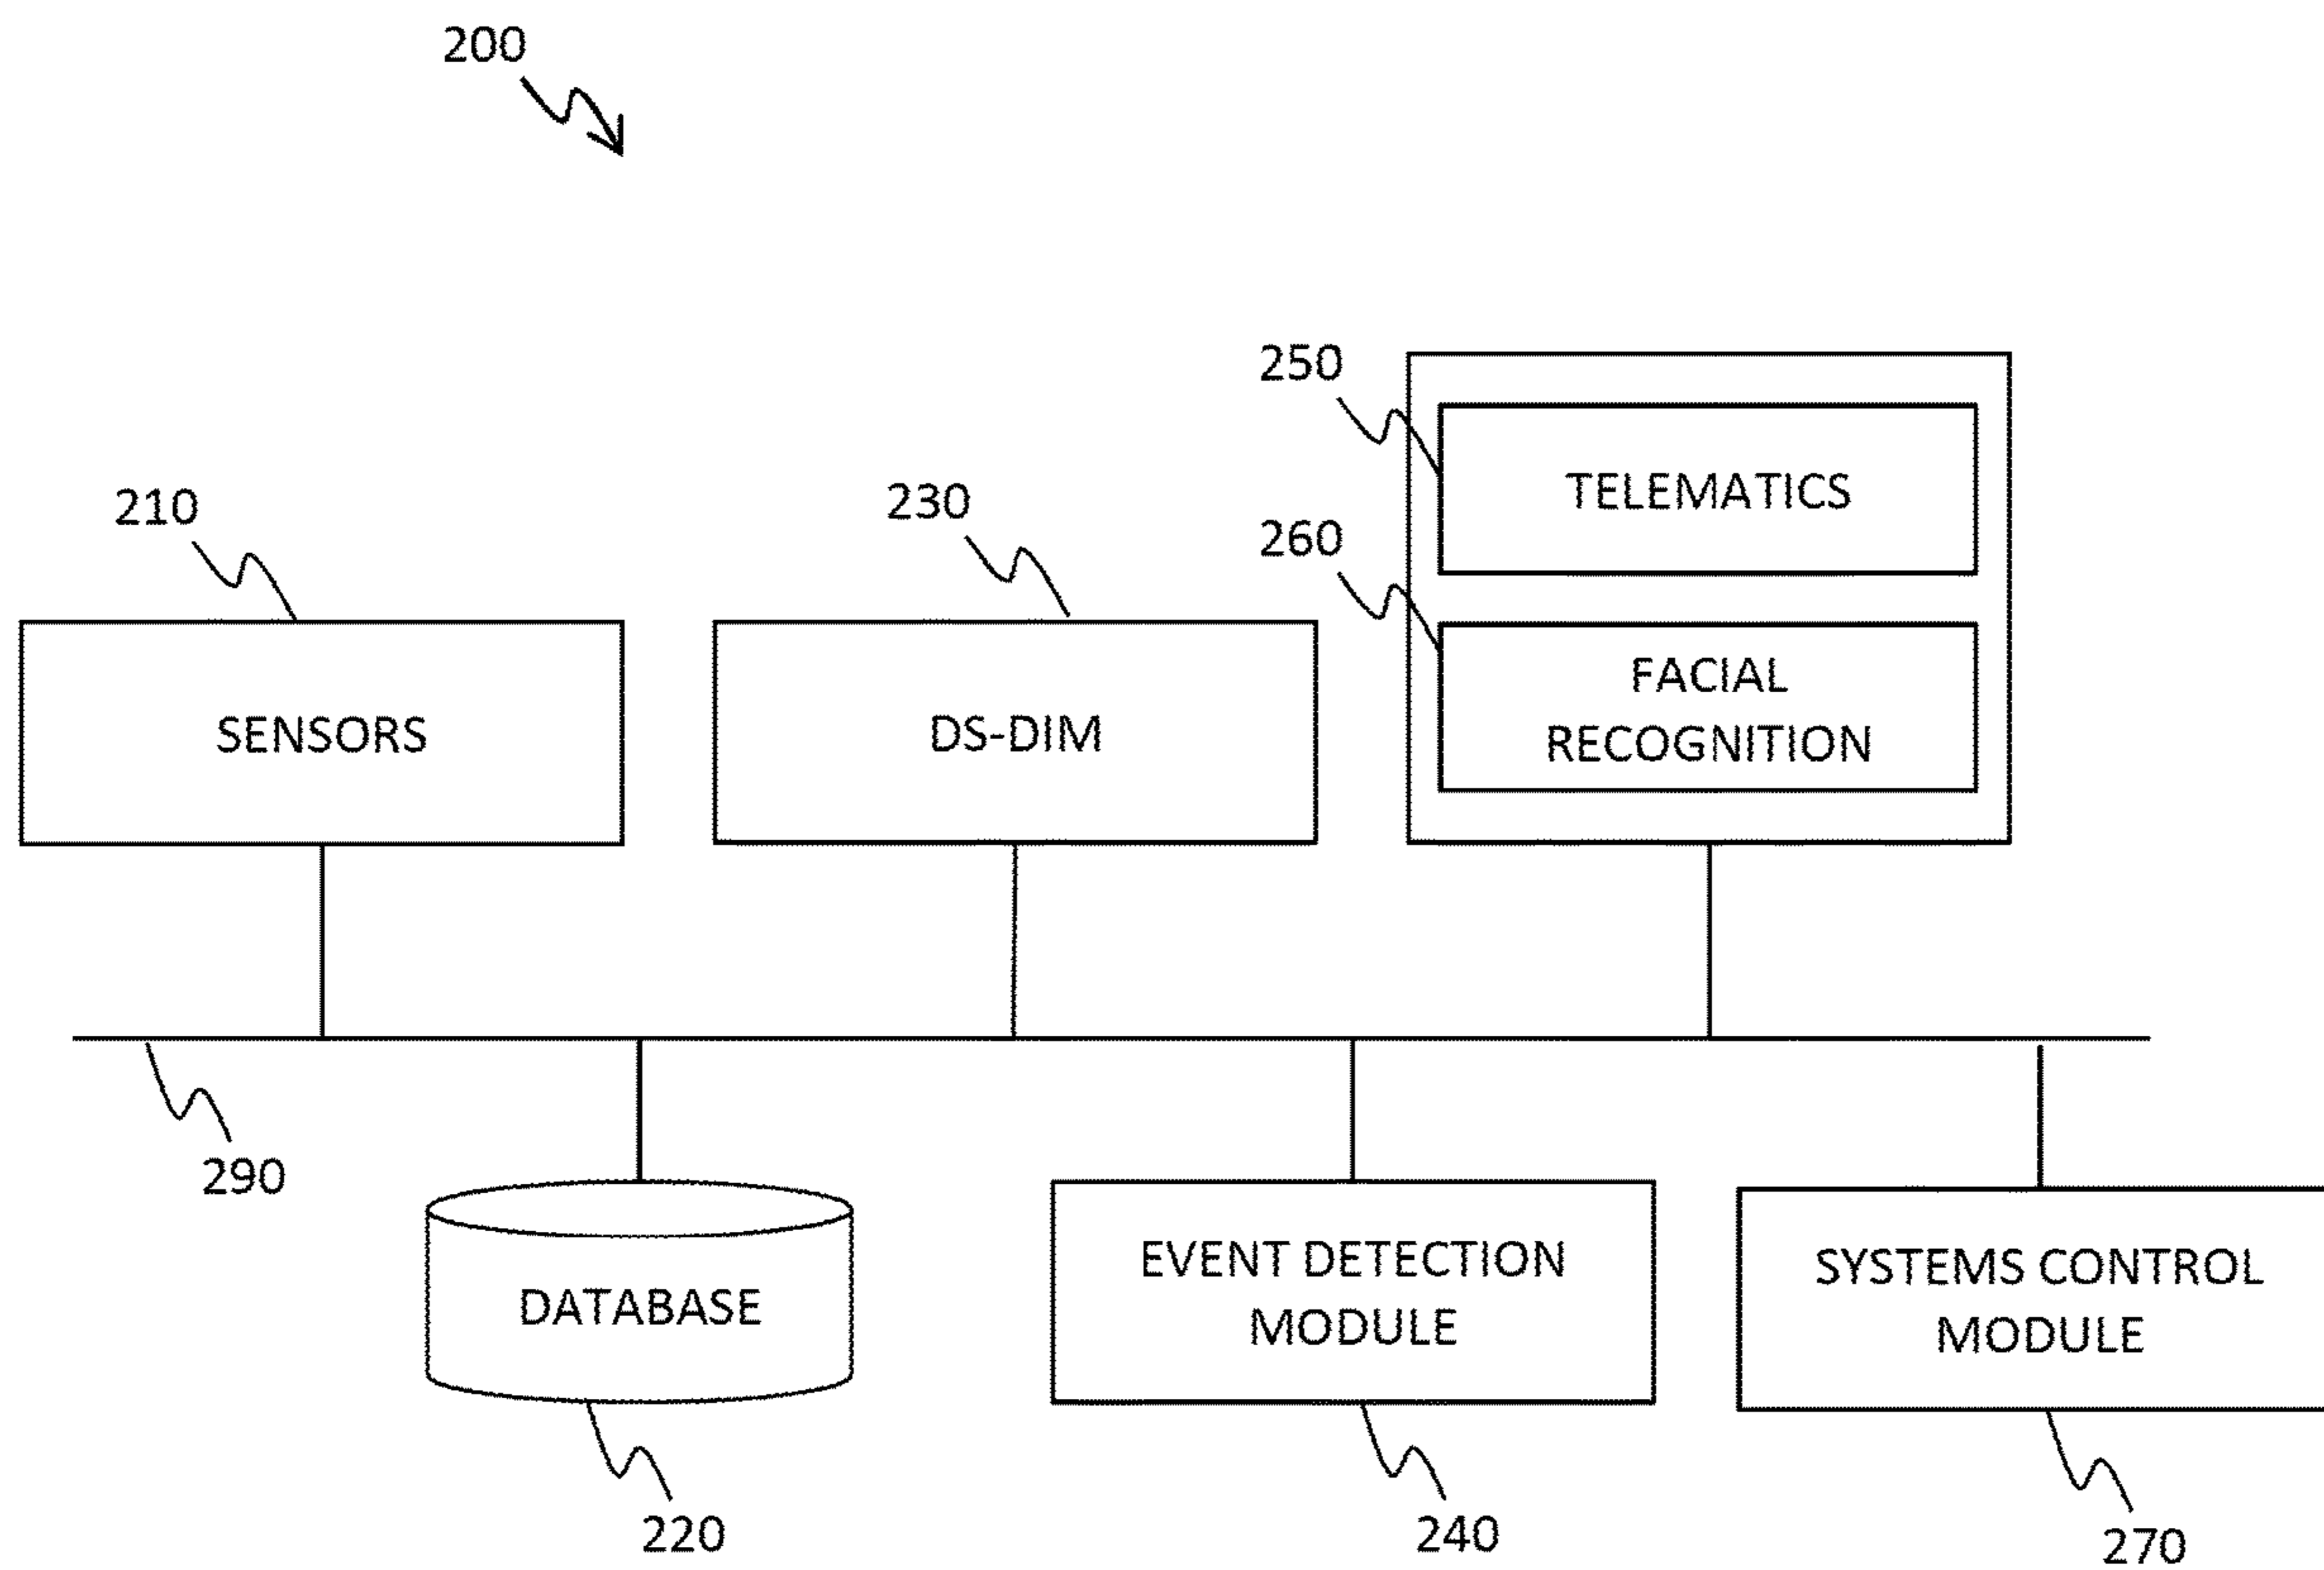 200
250
TELEMATICS
210
230
260
FACIAL
RECOGNITION
SENSORS
DS-DIM
290
DATABASE
EVENT DETECTION
MODULE
SYSTEMS CONTROL
MODULE
220
240
270